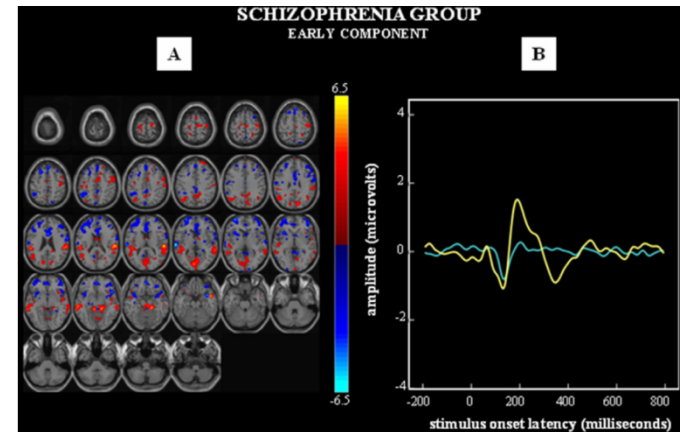 SCHIZOPHRENIA GROUP
EARLY COMPONENT
A
B
6.5
-6.5
amplitude (microvolts)
4
2
0
-2
-4
-200 0 200 400 600 800
stimulus onset latency (milliseconds)